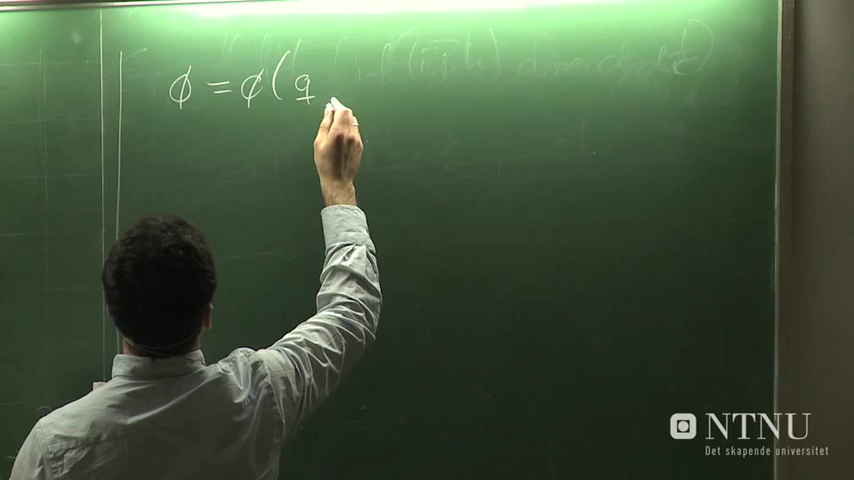 ϕ = ϕ( q
NTNU
Det skapende universitet